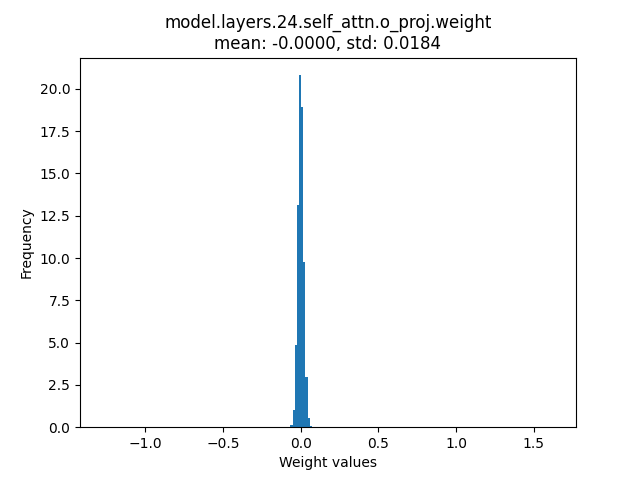 model.layers.24.self_attn.o_proj.weight
mean: -0.0000, std: 0.0184
20.0
17.5
15.0
12.5
10.0
7.5
5.0
2.5
0.0
Frequency
−1.0 −0.5 0.0 0.5 1.0 1.5
Weight values